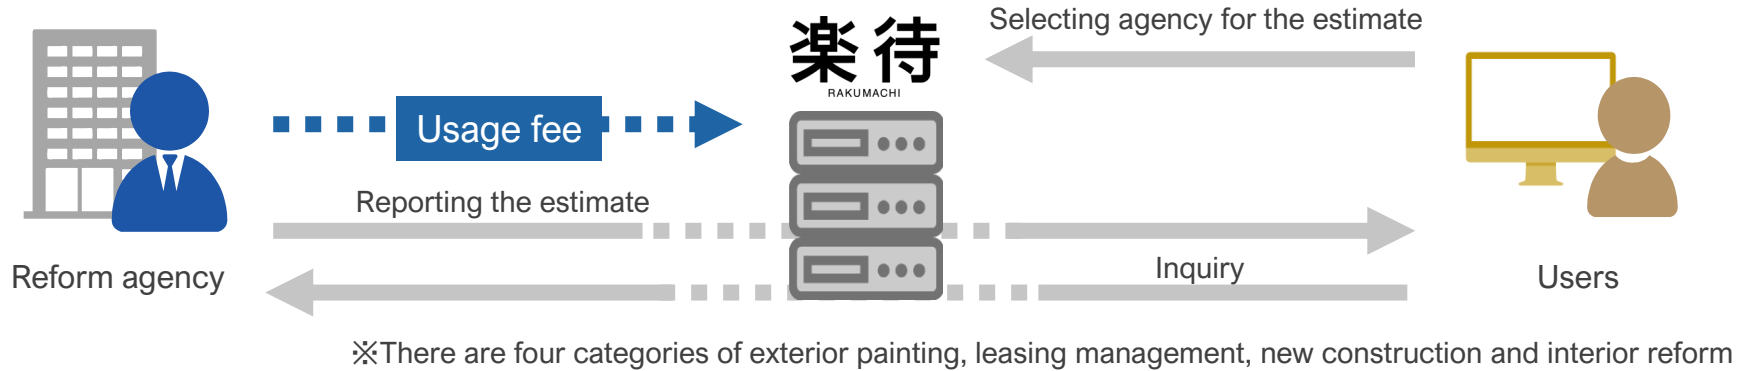 Selecting agency for the estimate
楽待
RAKUMACHI
Usage fee
Reporting the estimate
Inquiry
Reform agency
Users
※There are four categories of exterior painting, leasing management, new construction and interior reform